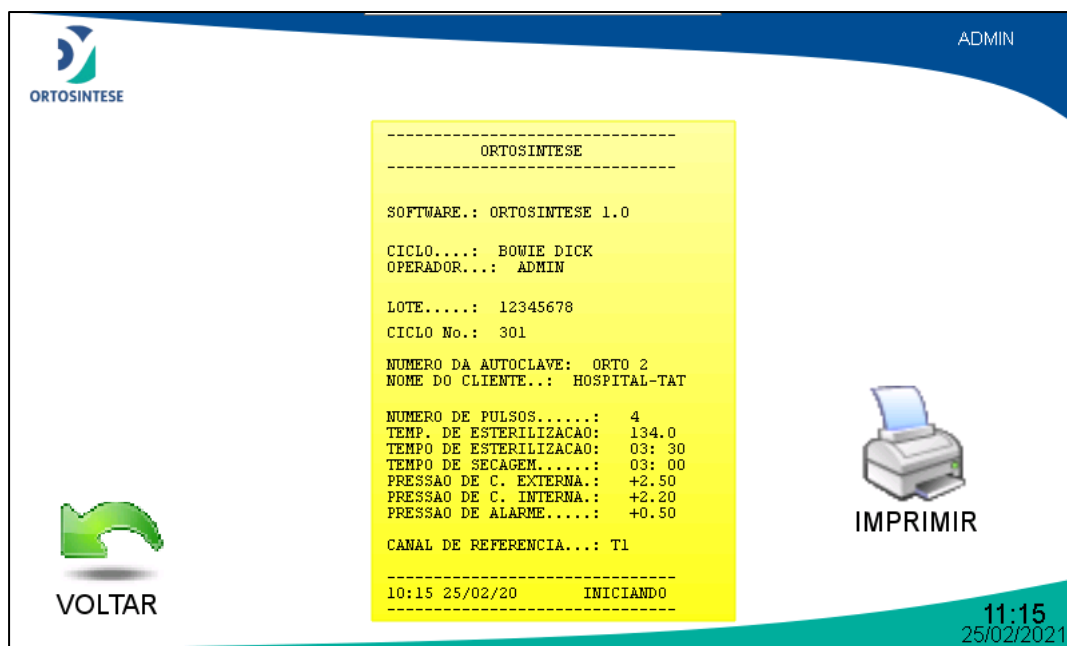 ADMIN
ORTOSINTESE
-------------------------------
ORTOSINTESE
-------------------------------
SOFTWARE.: ORTOSINTESE 1.0
CICLO....: BOWIE DICK
OPERADOR...: ADMIN
LOTE.....: 12345678
CICLO No.: 301
NUMERO DA AUTOCLAVE: ORTO 2
NOME DO CLIENTE..: HOSPITAL-TAT
NUMERO DE PULSOS......: 4
TEMP. DE ESTERILIZACAO: 134.0
TEMPO DE ESTERILIZACAO: 03: 30
TEMPO DE SECAGEM......: 03: 00
PRESSAO DE C. EXTERNA.: +2.50
PRESSAO DE C. INTERNA.: +2.20
PRESSAO DE ALARME.....: +0.50
CANAL DE REFERENCIA...: T1
-------------------------------
10:15 25/02/20 INICIANDO
-------------------------------
IMPRIMIR
VOLTAR
11:15
25/02/2021